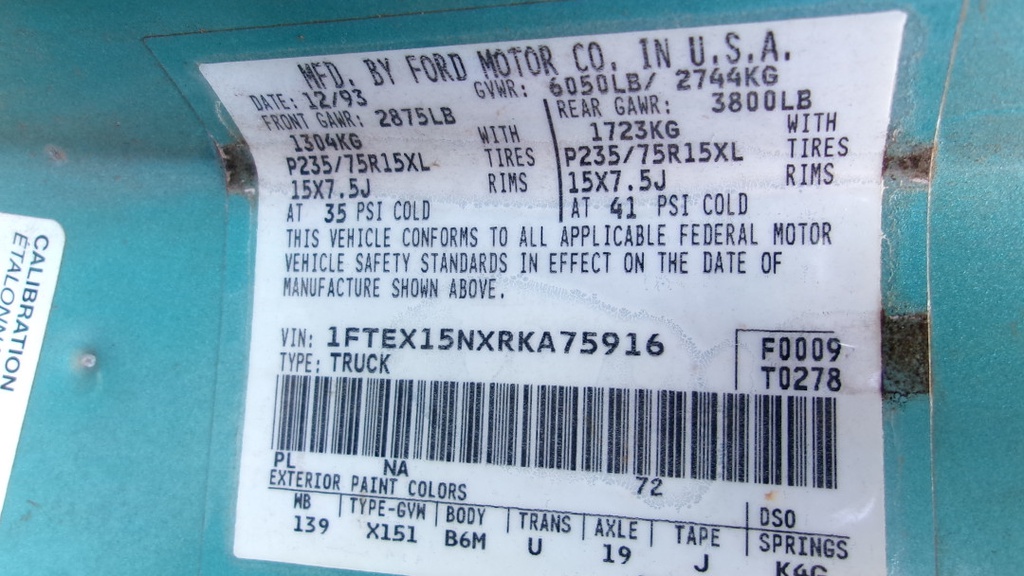 MFD. BY FORD MOTOR CO. IN U.S.A.
DATE: 12/93 GVWR: 6050LB/ 2744KG
FRONT GAWR: 2875LB REAR GAWR: 3800LB
1304KG WITH 1723KG WITH
P235/75R15XL TIRES P235/75R15XL TIRES
15X7.5J RIMS 15X7.5J RIMS
AT 35 PSI COLD AT 41 PSI COLD
THIS VEHICLE CONFORMS TO ALL APPLICABLE FEDERAL MOTOR
VEHICLE SAFETY STANDARDS IN EFFECT ON THE DATE OF
MANUFACTURE SHOWN ABOVE.
VIN: 1FTEX15NXRKA75916 F0009
TYPE: TRUCK T0278
PL NA 72
EXTERIOR PAINT COLORS DSO
WB TYPE-GVW BODY TRANS AXLE TAPE SPRINGS
139 X151 B6M U 19 J K4C
CALIBRATION
ÉTALONNAGE